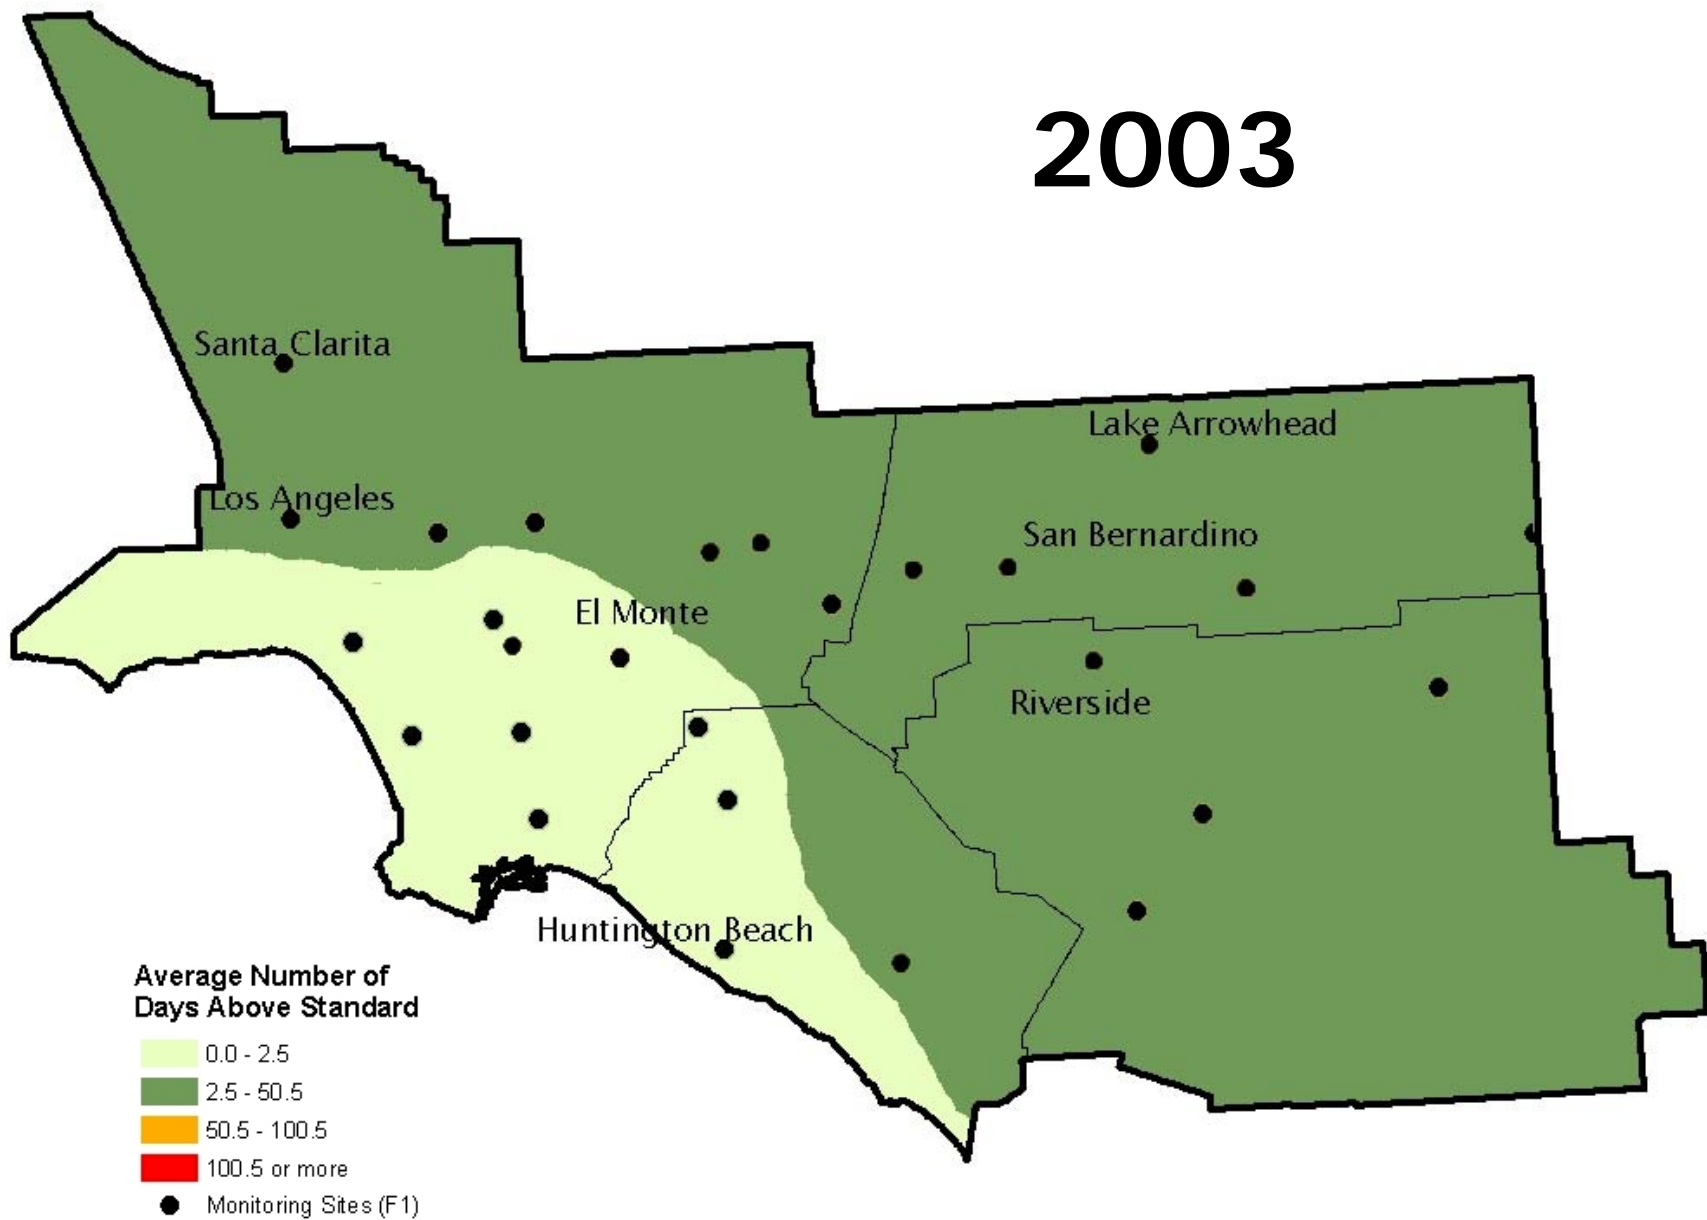 2003
Santa Clarita
Lake Arrowhead
Los Angeles
San Bernardino
El Monte
Riverside
Huntington Beach
Average Number of
Days Above Standard
0.0 - 2.5
2.5 - 50.5
50.5 - 100.5
100.5 or more
Monitoring Sites (F1)